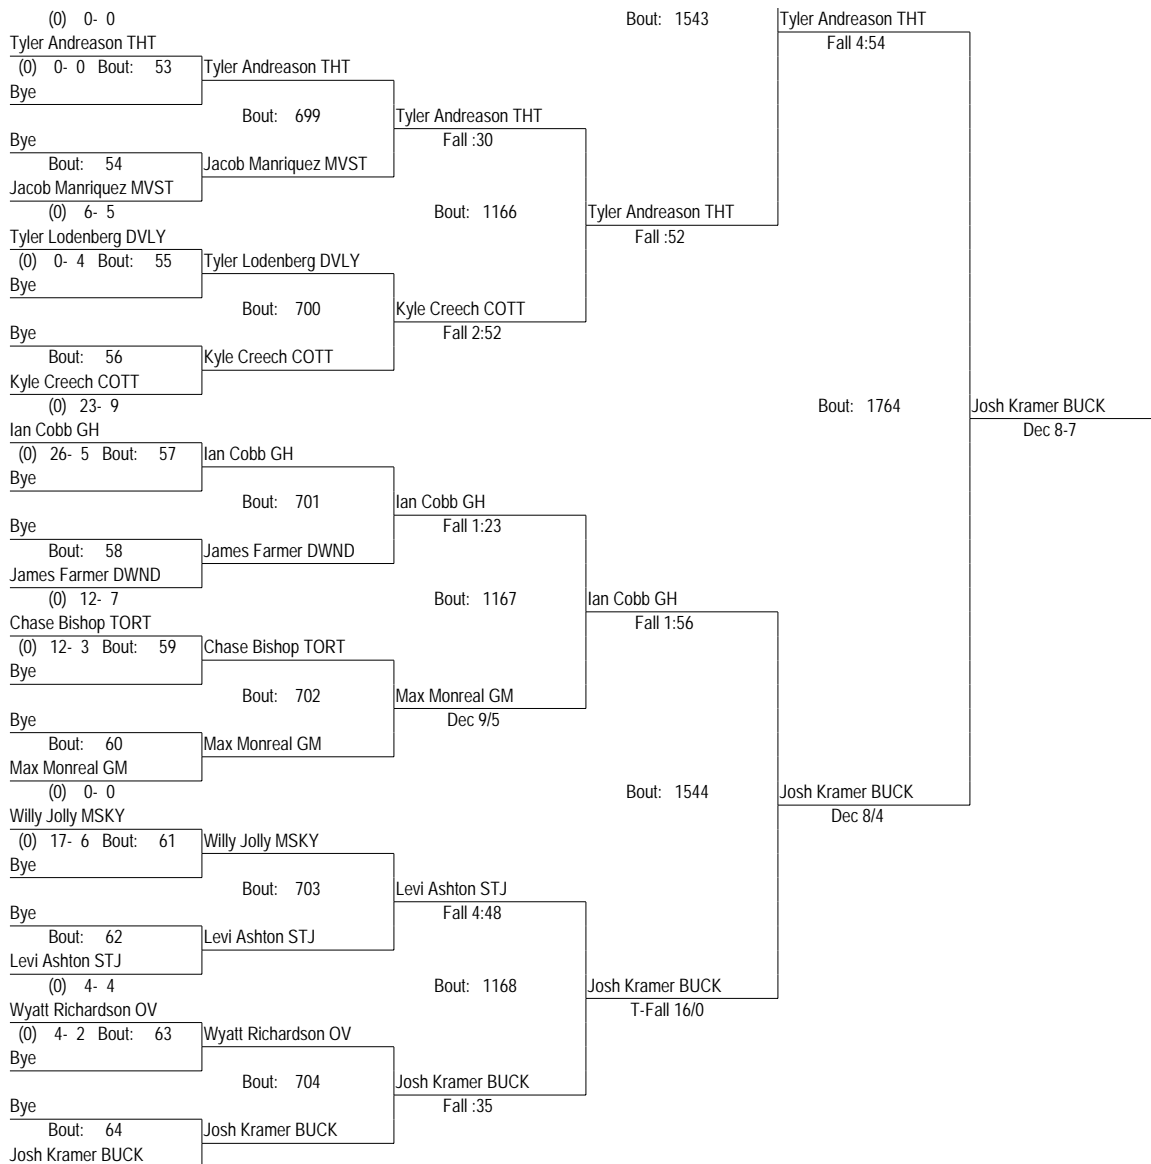 (0) 0- 0 Bout: 1543 Tyler Andreason THT
Tyler Andreason THT Fall 4:54
(0) 0- 0 Bout: 53 Tyler Andreason THT
Bye
Bout: 699 Tyler Andreason THT
Bye Fall :30
Bout: 54 Jacob Manriquez MVST
Jacob Manriquez MVST
(0) 6- 5 Bout: 1166 Tyler Andreason THT
Tyler Lodenberg DVLY Fall :52
(0) 0- 4 Bout: 55 Tyler Lodenberg DVLY
Bye
Bout: 700 Kyle Creech COTT
Bye Fall 2:52
Bout: 56 Kyle Creech COTT
Kyle Creech COTT
(0) 23- 9 Bout: 1764 Josh Kramer BUCK
Ian Cobb GH Dec 8-7
(0) 26- 5 Bout: 57 Ian Cobb GH
Bye
Bout: 701 Ian Cobb GH
Bye Fall 1:23
Bout: 58 James Farmer DWND
James Farmer DWND
(0) 12- 7 Bout: 1167 Ian Cobb GH
Chase Bishop TORT Fall 1:56
(0) 12- 3 Bout: 59 Chase Bishop TORT
Bye
Bout: 702 Max Monreal GM
Bye Dec 9/5
Bout: 60 Max Monreal GM
Max Monreal GM
(0) 0- 0 Bout: 1544 Josh Kramer BUCK
Willy Jolly MSKY Dec 8/4
(0) 17- 6 Bout: 61 Willy Jolly MSKY
Bye
Bout: 703 Levi Ashton STJ
Bye Fall 4:48
Bout: 62 Levi Ashton STJ
Levi Ashton STJ
(0) 4- 4 Bout: 1168 Josh Kramer BUCK
Wyatt Richardson OV T-Fall 16/0
(0) 4- 2 Bout: 63 Wyatt Richardson OV
Bye
Bout: 704 Josh Kramer BUCK
Bye Fall :35
Bout: 64 Josh Kramer BUCK
Josh Kramer BUCK